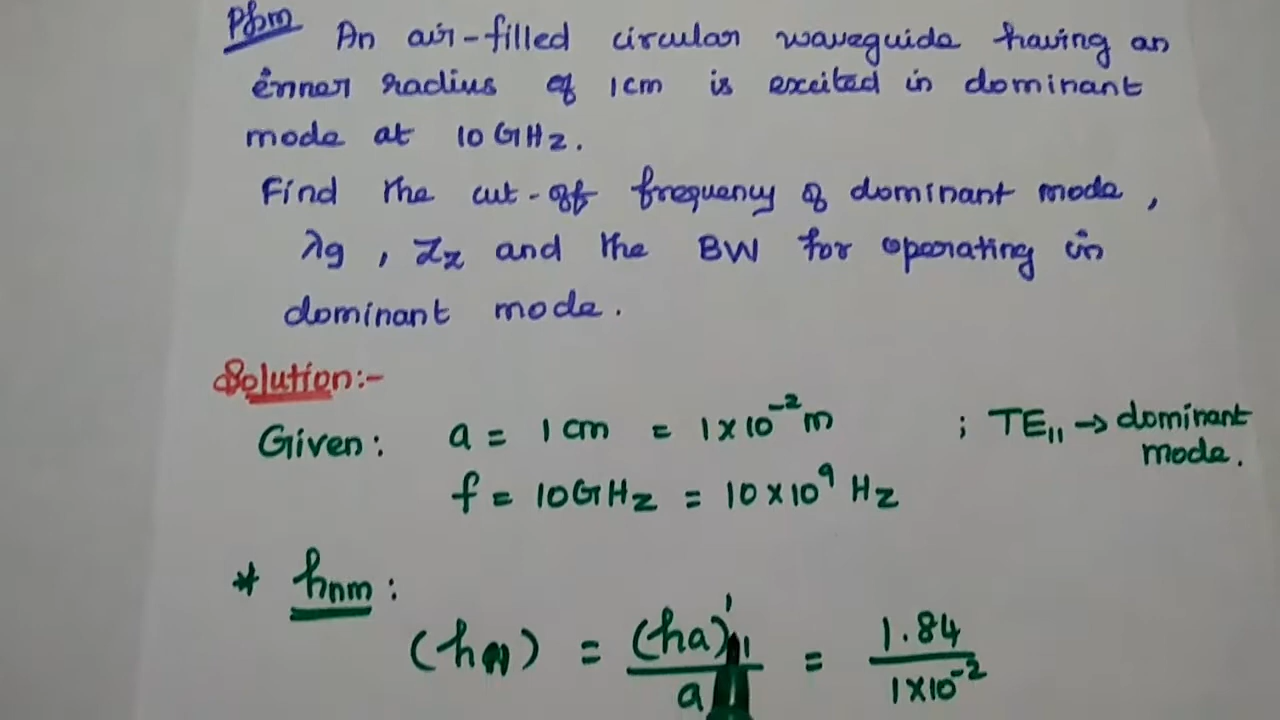 Pbm An air-filled circular waveguide having an
inner radius of 1cm is excited in dominant
mode at 10 GHz.
Find the cut-off frequency of dominant mode,
λg, Zz and the BW for operating in
dominant mode.
Solution:-
Given: a = 1 cm = 1×10⁻² m ; TE₁₁ → dominant mode.
f = 10GHz = 10×10⁹ Hz
* hnm:
(h₁₁) = (ha)'₁₁ / a = 1.84 / 1×10⁻²